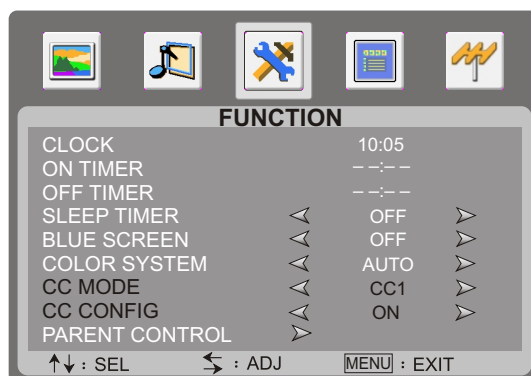 FUNCTION
CLOCK 10:05
ON TIMER – –:– –
OFF TIMER – –:– –
SLEEP TIMER OFF
BLUE SCREEN OFF
COLOR SYSTEM AUTO
CC MODE CC1
CC CONFIG ON
PARENT CONTROL
: SEL : ADJ MENU : EXIT